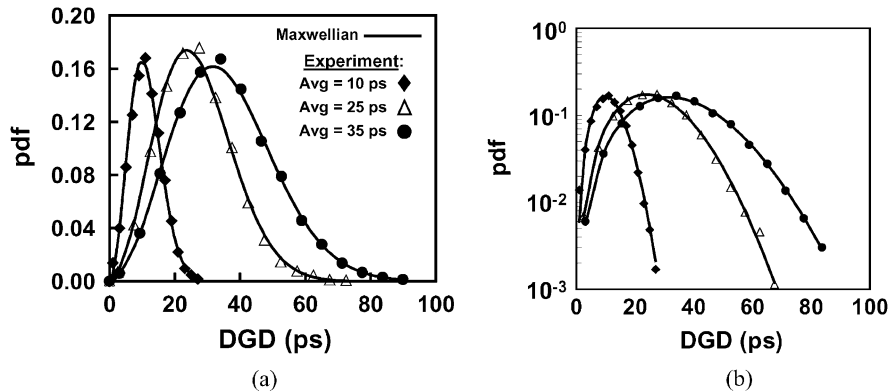 0.20
0.16
0.12
0.08
0.04
0.00
pdf
0 20 40 60 80 100
DGD (ps)
Maxwellian
Experiment:
Avg = 10 ps
Avg = 25 ps
Avg = 35 ps
(a)
10⁰
10⁻¹
10⁻²
10⁻³
pdf
0 20 40 60 80 100
DGD (ps)
(b)